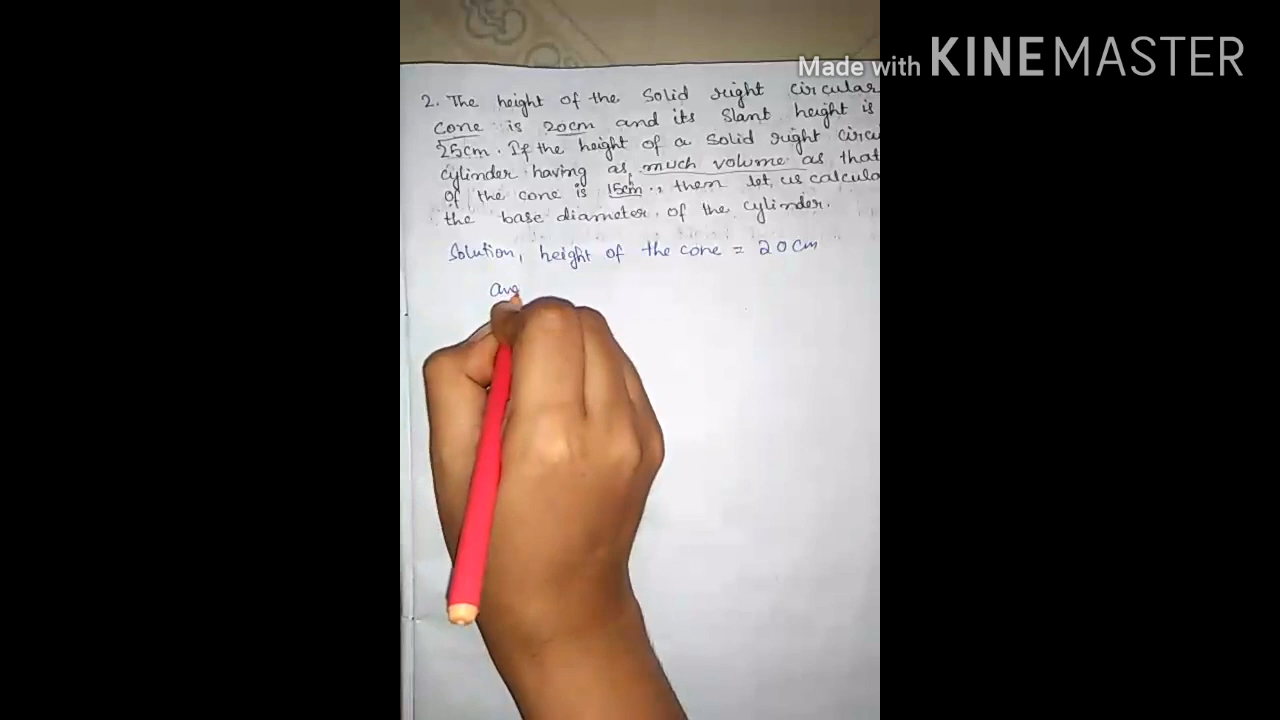 Made with KINEMASTER
2. The height of the solid right circular
cone is 20cm and its slant height is
25cm. If the height of a solid right circu
cylinder having as much volume as that
of the cone is 15cm., then let us calcula
the base diameter of the cylinder.
Solution, height of the cone = 20cm